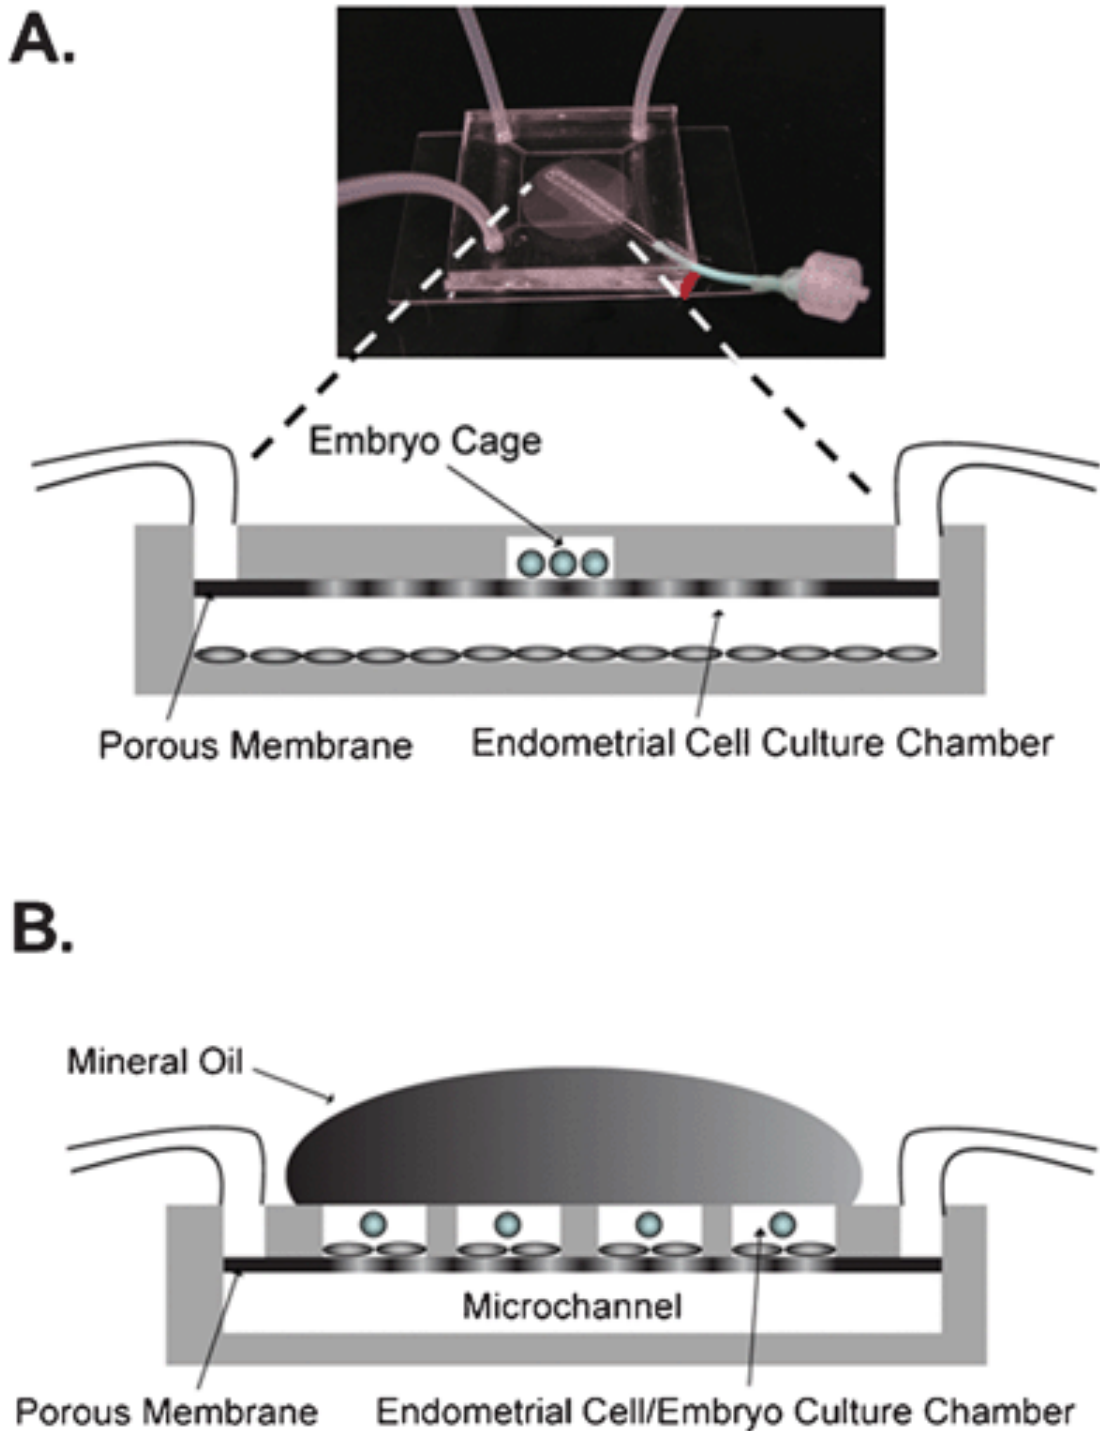 A.
Embryo Cage
Porous Membrane
Endometrial Cell Culture Chamber
B.
Mineral Oil
Microchannel
Porous Membrane
Endometrial Cell/Embryo Culture Chamber